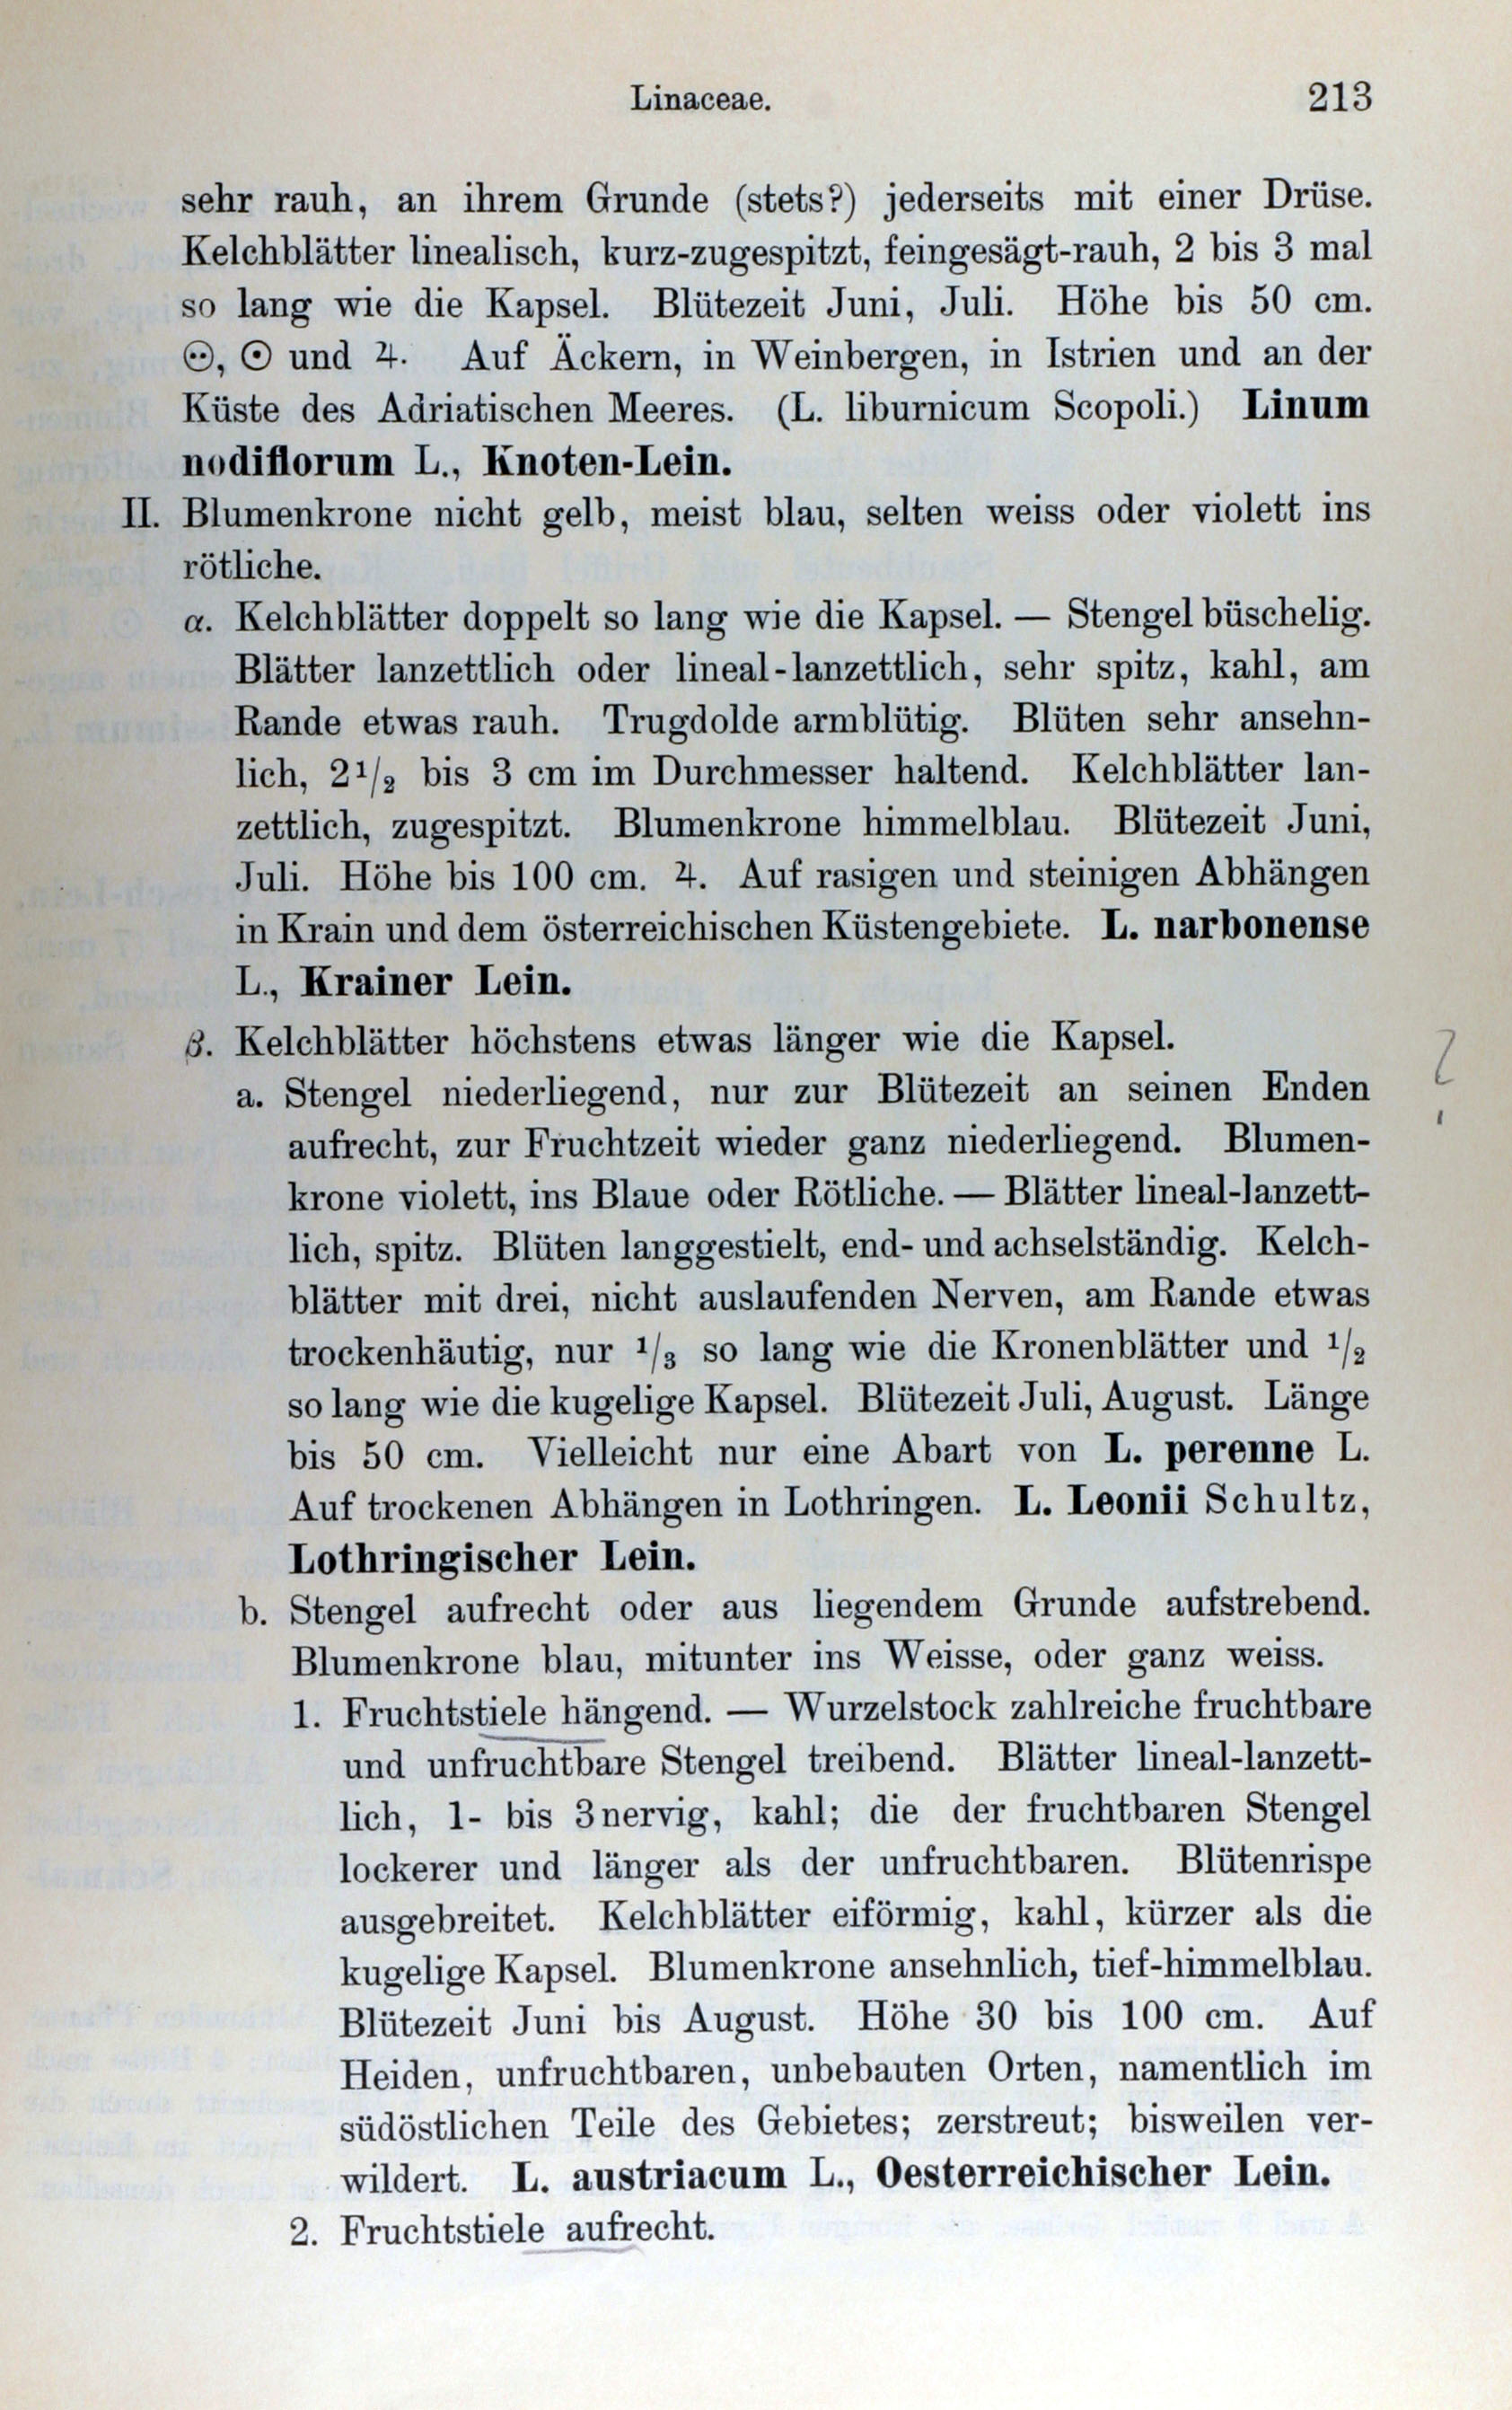 Linaceae. 213
sehr rauh, an ihrem Grunde (stets?) jederseits mit einer Drüse.
Kelchblätter linealisch, kurz-zugespitzt, feingesägt-rauh, 2 bis 3 mal
so lang wie die Kapsel. Blütezeit Juni, Juli. Höhe bis 50 cm.
⊙, ⊙ und ♃. Auf Äckern, in Weinbergen, in Istrien und an der
Küste des Adriatischen Meeres. (L. liburnicum Scopoli.) Linum
nodiflorum L., Knoten-Lein.
II. Blumenkrone nicht gelb, meist blau, selten weiss oder violett ins
rötliche.
α. Kelchblätter doppelt so lang wie die Kapsel. — Stengel büschelig.
Blätter lanzettlich oder lineal-lanzettlich, sehr spitz, kahl, am
Rande etwas rauh. Trugdolde armblütig. Blüten sehr ansehn-
lich, 2 1/2 bis 3 cm im Durchmesser haltend. Kelchblätter lan-
zettlich, zugespitzt. Blumenkrone himmelblau. Blütezeit Juni,
Juli. Höhe bis 100 cm. ♃. Auf rasigen und steinigen Abhängen
in Krain und dem österreichischen Küstengebiete. L. narbonense
L., Krainer Lein.
β. Kelchblätter höchstens etwas länger wie die Kapsel.
a. Stengel niederliegend, nur zur Blütezeit an seinen Enden
aufrecht, zur Fruchtzeit wieder ganz niederliegend. Blumen-
krone violett, ins Blaue oder Rötliche. — Blätter lineal-lanzett-
lich, spitz. Blüten langgestielt, end- und achselständig. Kelch-
blätter mit drei, nicht auslaufenden Nerven, am Rande etwas
trockenhäutig, nur 1/3 so lang wie die Kronenblätter und 1/2
so lang wie die kugelige Kapsel. Blütezeit Juli, August. Länge
bis 50 cm. Vielleicht nur eine Abart von L. perenne L.
Auf trockenen Abhängen in Lothringen. L. Leonii Schultz,
Lothringischer Lein.
b. Stengel aufrecht oder aus liegendem Grunde aufstrebend.
Blumenkrone blau, mitunter ins Weisse, oder ganz weiss.
1. Fruchtstiele hängend. — Wurzelstock zahlreiche fruchtbare
und unfruchtbare Stengel treibend. Blätter lineal-lanzett-
lich, 1- bis 3nervig, kahl; die der fruchtbaren Stengel
lockerer und länger als der unfruchtbaren. Blütenrispe
ausgebreitet. Kelchblätter eiförmig, kahl, kürzer als die
kugelige Kapsel. Blumenkrone ansehnlich, tief-himmelblau.
Blütezeit Juni bis August. Höhe 30 bis 100 cm. Auf
Heiden, unfruchtbaren, unbebauten Orten, namentlich im
südöstlichen Teile des Gebietes; zerstreut; bisweilen ver-
wildert. L. austriacum L., Oesterreichischer Lein.
2. Fruchtstiele aufrecht.